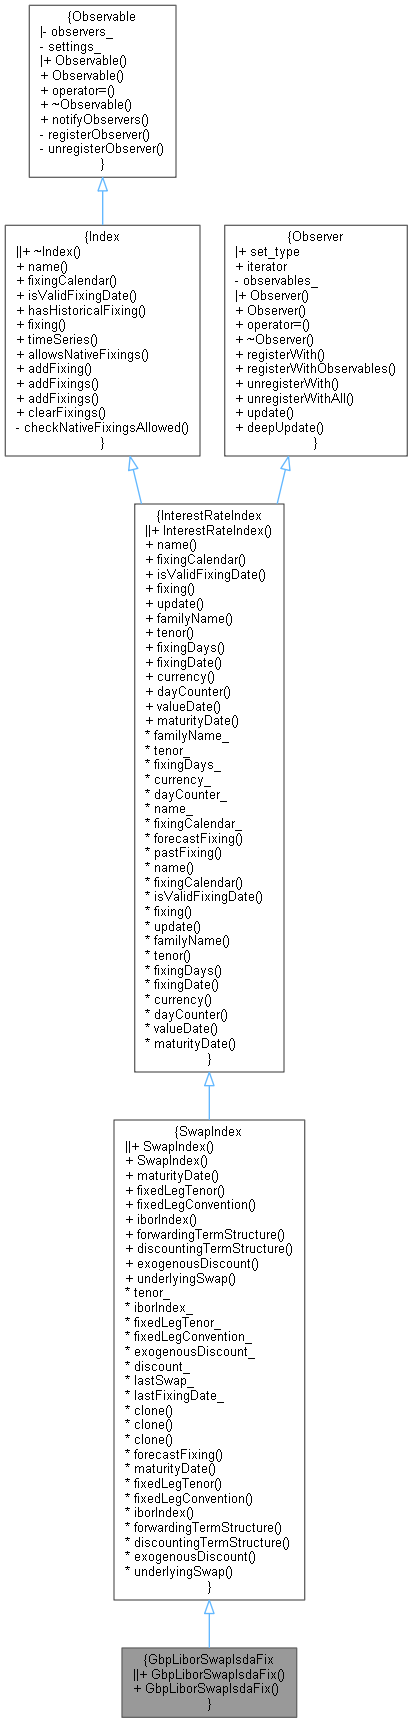 {Observable
|- observers_
- settings_
|+ Observable()
+ Observable()
+ operator=()
+ ~Observable()
+ notifyObservers()
- registerObserver()
- unregisterObserver()
}
{Index
||+ ~Index()
+ name()
+ fixingCalendar()
+ isValidFixingDate()
+ hasHistoricalFixing()
+ fixing()
+ timeSeries()
+ allowsNativeFixings()
+ addFixing()
+ addFixings()
+ addFixings()
+ clearFixings()
- checkNativeFixingsAllowed()
}
{Observer
|+ set_type
+ iterator
- observables_
|+ Observer()
+ Observer()
+ operator=()
+ ~Observer()
+ registerWith()
+ registerWithObservables()
+ unregisterWith()
+ unregisterWithAll()
+ update()
+ deepUpdate()
}
{InterestRateIndex
||+ InterestRateIndex()
+ name()
+ fixingCalendar()
+ isValidFixingDate()
+ fixing()
+ update()
+ familyName()
+ tenor()
+ fixingDays()
+ fixingDate()
+ currency()
+ dayCounter()
+ valueDate()
+ maturityDate()
* familyName_
* tenor_
* fixingDays_
* currency_
* dayCounter_
* name_
* fixingCalendar_
* forecastFixing()
* pastFixing()
* name()
* fixingCalendar()
* isValidFixingDate()
* fixing()
* update()
* familyName()
* tenor()
* fixingDays()
* fixingDate()
* currency()
* dayCounter()
* valueDate()
* maturityDate()
}
{SwapIndex
||+ SwapIndex()
+ SwapIndex()
+ maturityDate()
+ fixedLegTenor()
+ fixedLegConvention()
+ iborIndex()
+ forwardingTermStructure()
+ discountingTermStructure()
+ exogenousDiscount()
+ underlyingSwap()
* tenor_
* iborIndex_
* fixedLegTenor_
* fixedLegConvention_
* exogenousDiscount_
* discount_
* lastSwap_
* lastFixingDate_
* clone()
* clone()
* clone()
* forecastFixing()
* maturityDate()
* fixedLegTenor()
* fixedLegConvention()
* iborIndex()
* forwardingTermStructure()
* discountingTermStructure()
* exogenousDiscount()
* underlyingSwap()
}
{GbpLiborSwapIsdaFix
||+ GbpLiborSwapIsdaFix()
+ GbpLiborSwapIsdaFix()
}